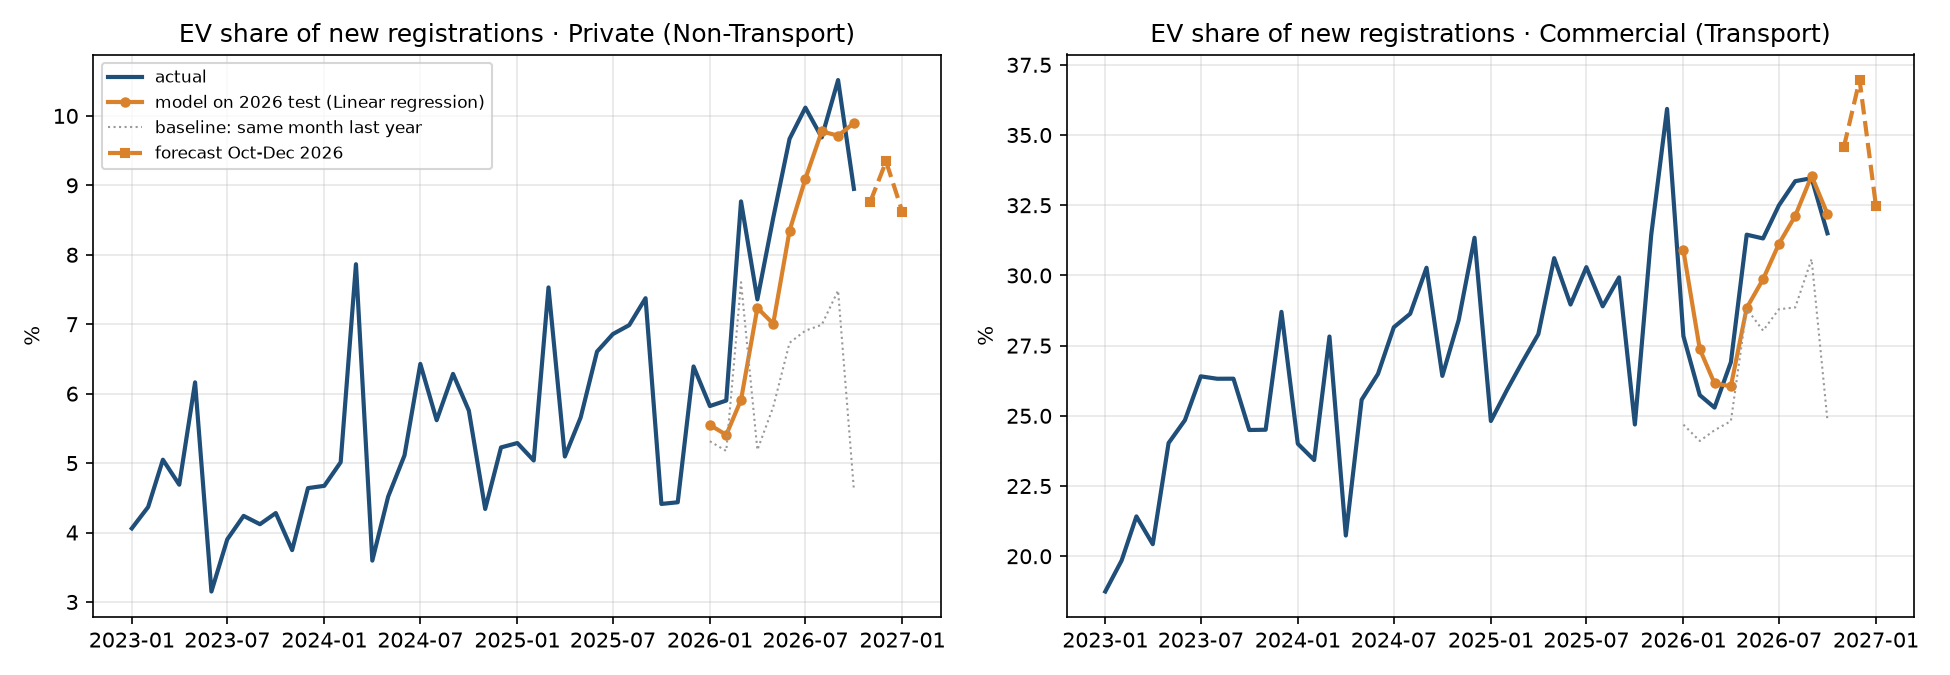 EV share of new registrations · Private (Non-Transport)
actual
model on 2026 test (Linear regression)
baseline: same month last year
forecast Oct-Dec 2026
%
10
9
8
7
6
5
4
3
2023-01 2023-07 2024-01 2024-07 2025-01 2025-07 2026-01 2026-07 2027-01
EV share of new registrations · Commercial (Transport)
%
37.5
35.0
32.5
30.0
27.5
25.0
22.5
20.0
2023-01 2023-07 2024-01 2024-07 2025-01 2025-07 2026-01 2026-07 2027-01